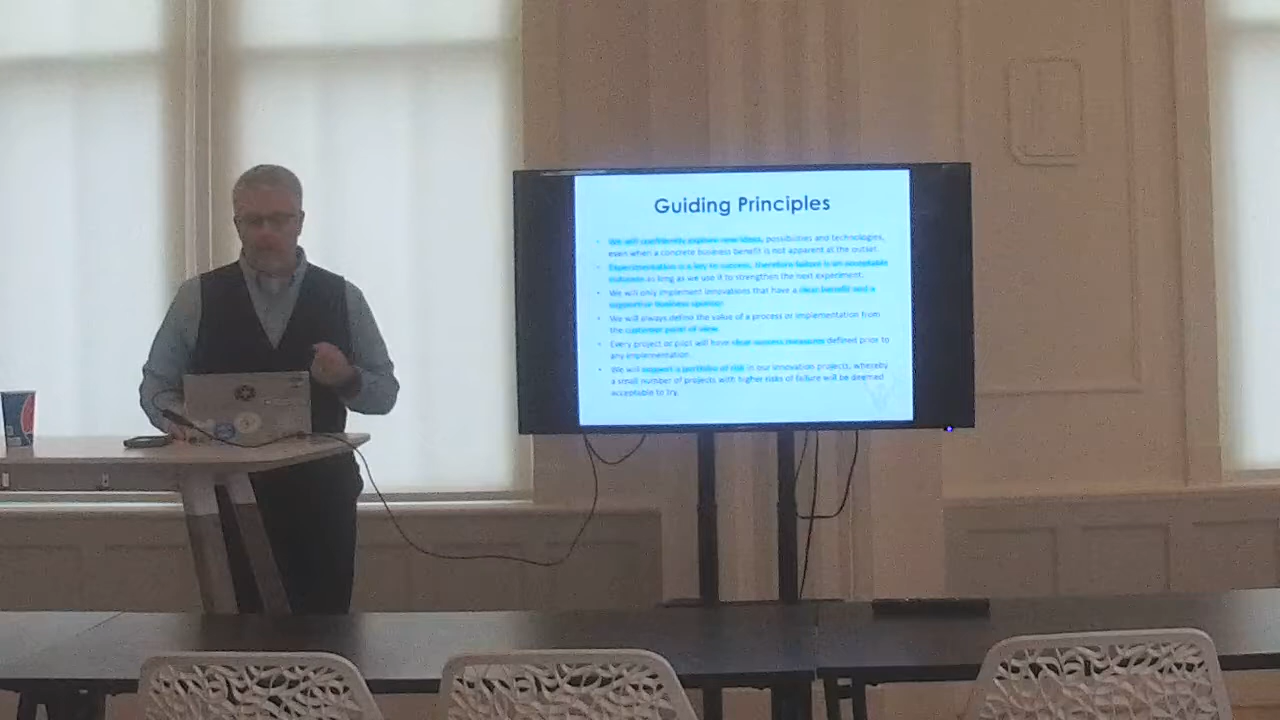 Guiding Principles
• We will confidently explore new ideas, possibilities and technologies,
even when a concrete business benefit is not apparent at the outset.
• Experimentation is a key to success, therefore failure is an acceptable
outcome as long as we use it to strengthen the next experiment.
• We will only implement innovations that have a clear benefit and a
supportive business sponsor.
• We will always define the value of a process or implementation from
the customer point of view.
• Every project or pilot will have clear success measures defined prior to
any implementation.
• We will support a portfolio of risk in our innovation projects, whereby
a small number of projects with higher risks of failure will be deemed
acceptable to try.